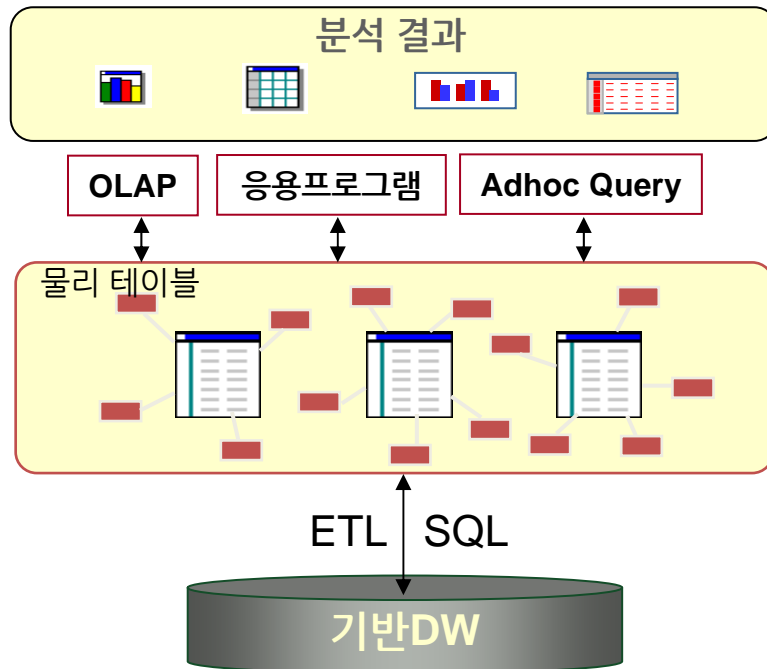 분석 결과
OLAP
응용프로그램
Adhoc Query
물리 테이블
ETL
SQL
기반DW